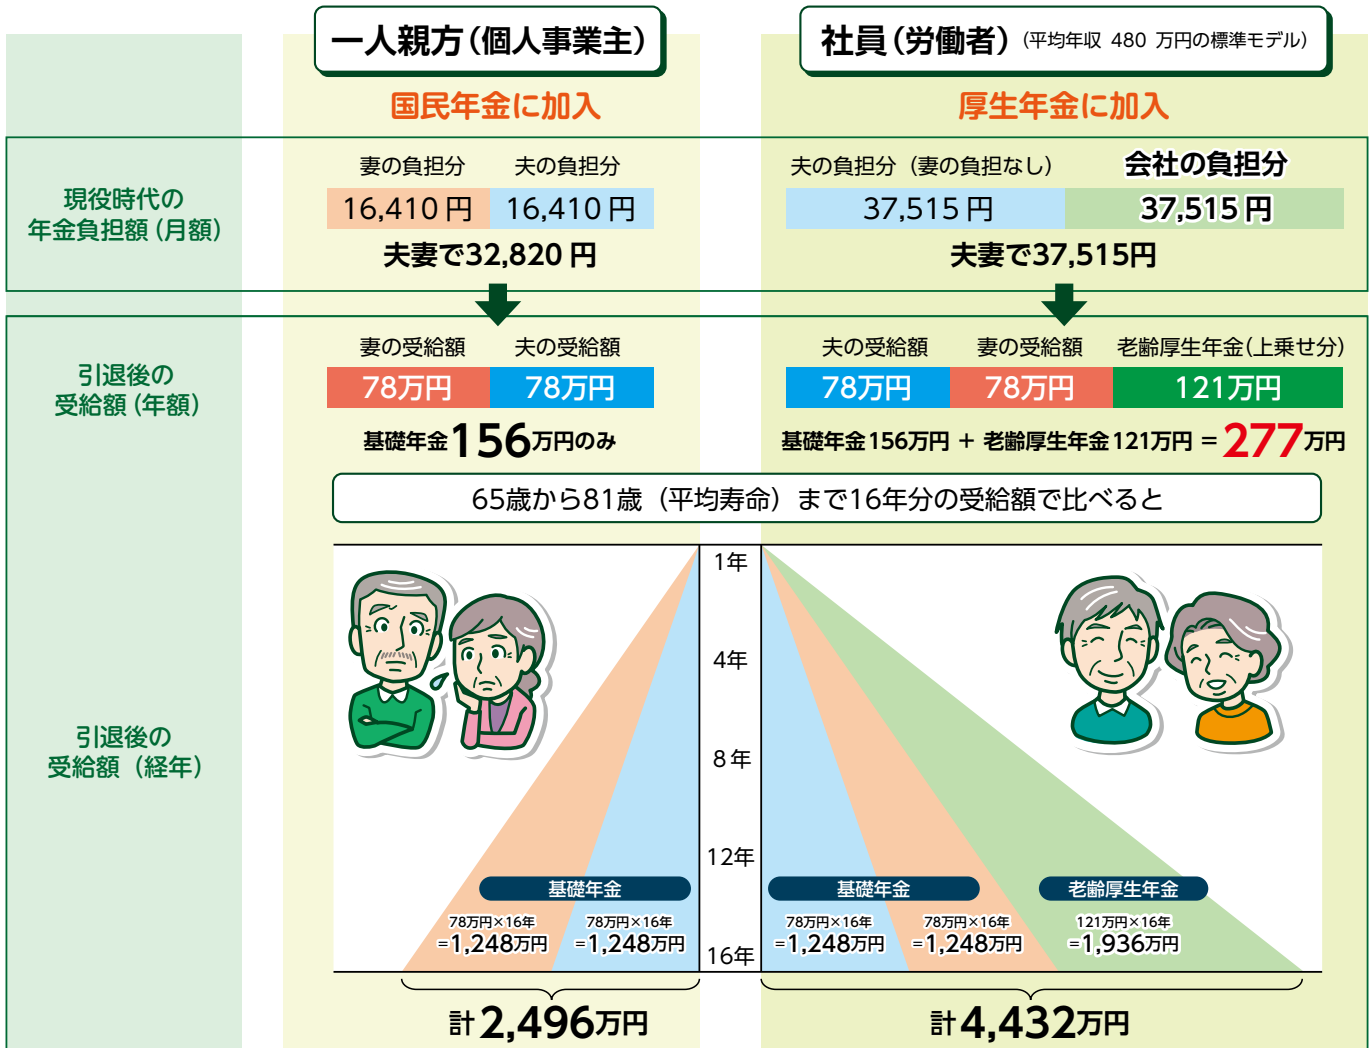 一人親方（個人事業主）
国民年金に加入
社員（労働者）（平均年収 480 万円の標準モデル）
厚生年金に加入
現役時代の
年金負担額（月額）
妻の負担分 夫の負担分
16,410 円 16,410 円
夫妻で32,820 円
夫の負担分（妻の負担なし） 会社の負担分
37,515 円 37,515 円
夫妻で37,515円
引退後の
受給額（年額）
妻の受給額 夫の受給額
78万円 78万円
基礎年金156万円のみ
夫の受給額 妻の受給額 老齢厚生年金(上乗せ分)
78万円 78万円 121万円
基礎年金156万円 ＋ 老齢厚生年金121万円 ＝277万円
65歳から81歳（平均寿命）まで16年分の受給額で比べると
引退後の
受給額（経年）
1年
4年
8年
12年
16年
基礎年金
78万円×16年 78万円×16年
=1,248万円 =1,248万円
計2,496万円
基礎年金 老齢厚生年金
78万円×16年 78万円×16年 121万円×16年
=1,248万円 =1,248万円 =1,936万円
計4,432万円